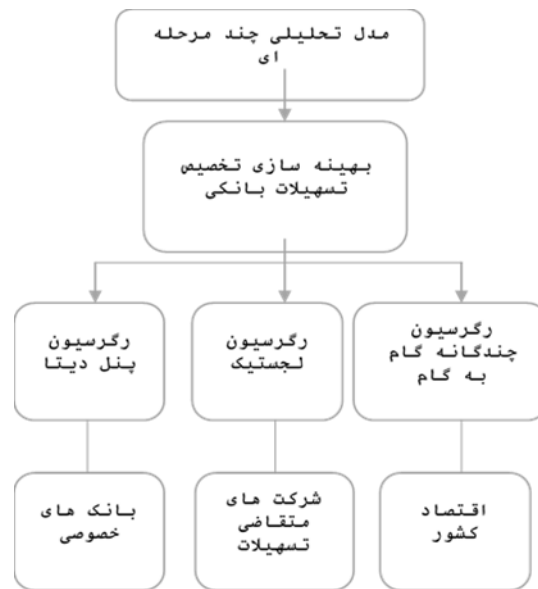 مدل تحلیلی چند مرحله
ای
بهینه سازی تخصیص
تسهیلات بانکی
رگرسیون
چندگانه گام
به گام
رگرسیون
لجستیک
رگرسیون
پنل دیتا
اقتصاد
کشور
شرکت های
متقاضی
تسهیلات
بانک های
خصوصی